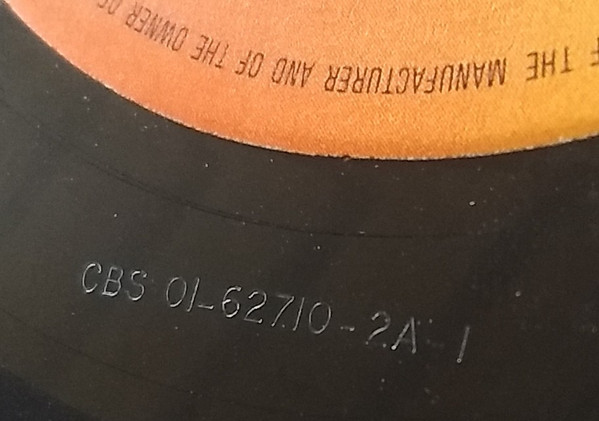 F THE MANUFACTURER AND OF THE OWNER
CBS 01-62710-2A-1